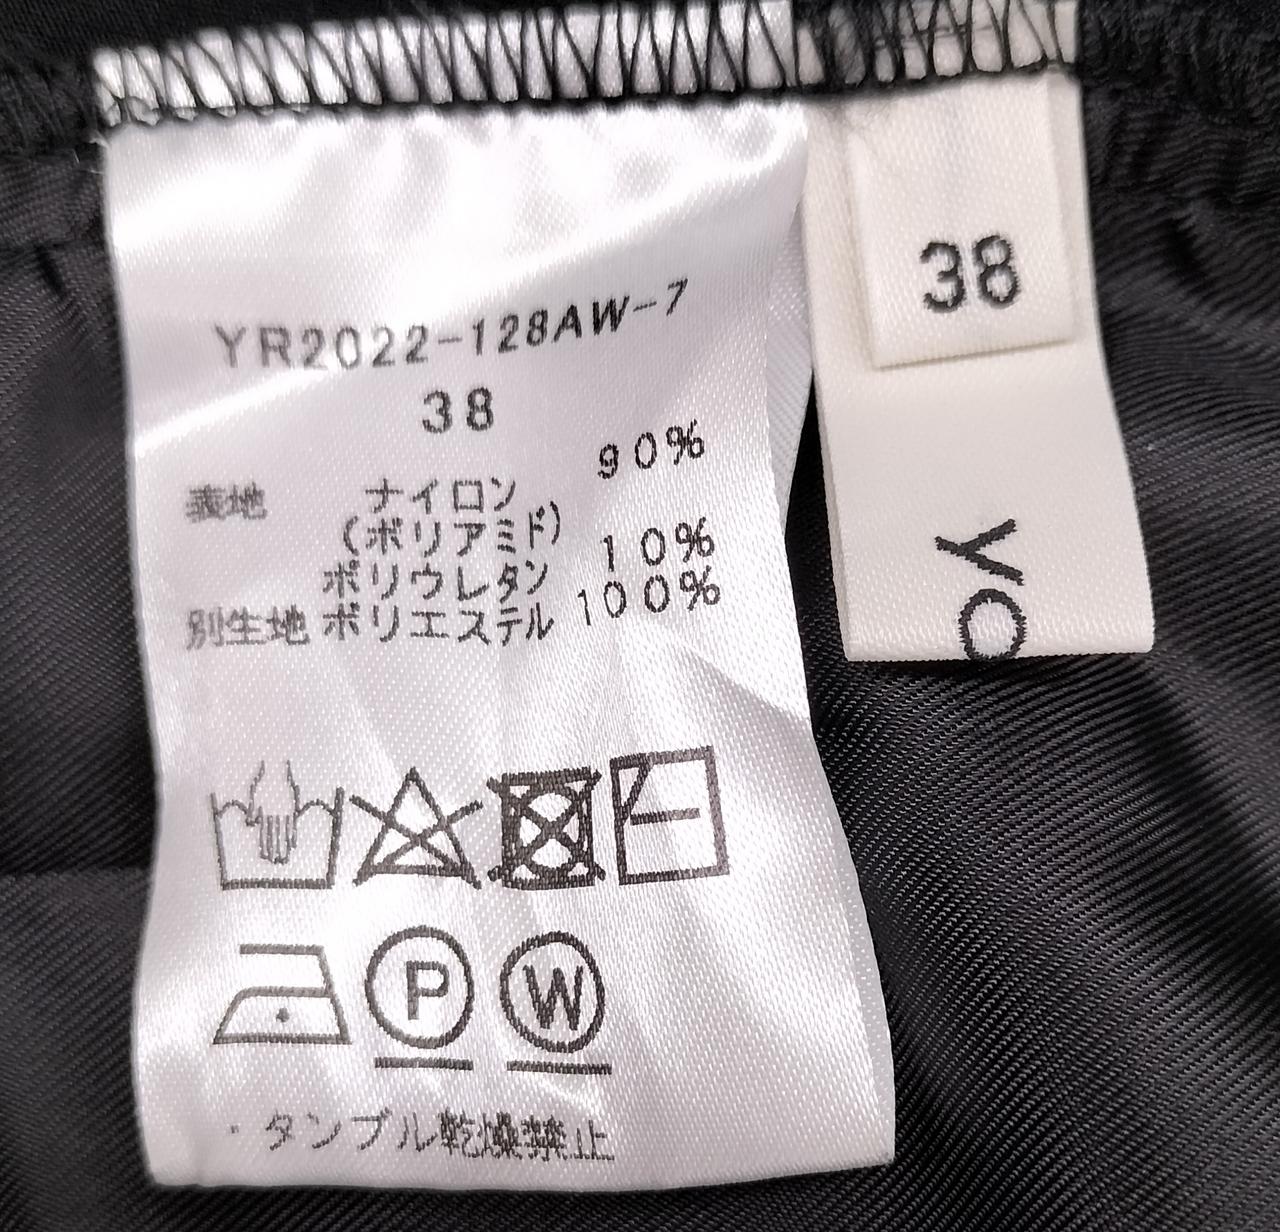 YR2022-128AW-7
38
表地 ナイロン 90%
(ポリアミド)
ポリウレタン 10%
別生地 ポリエステル 100%
P W
・タンブル乾燥禁止
38
YO